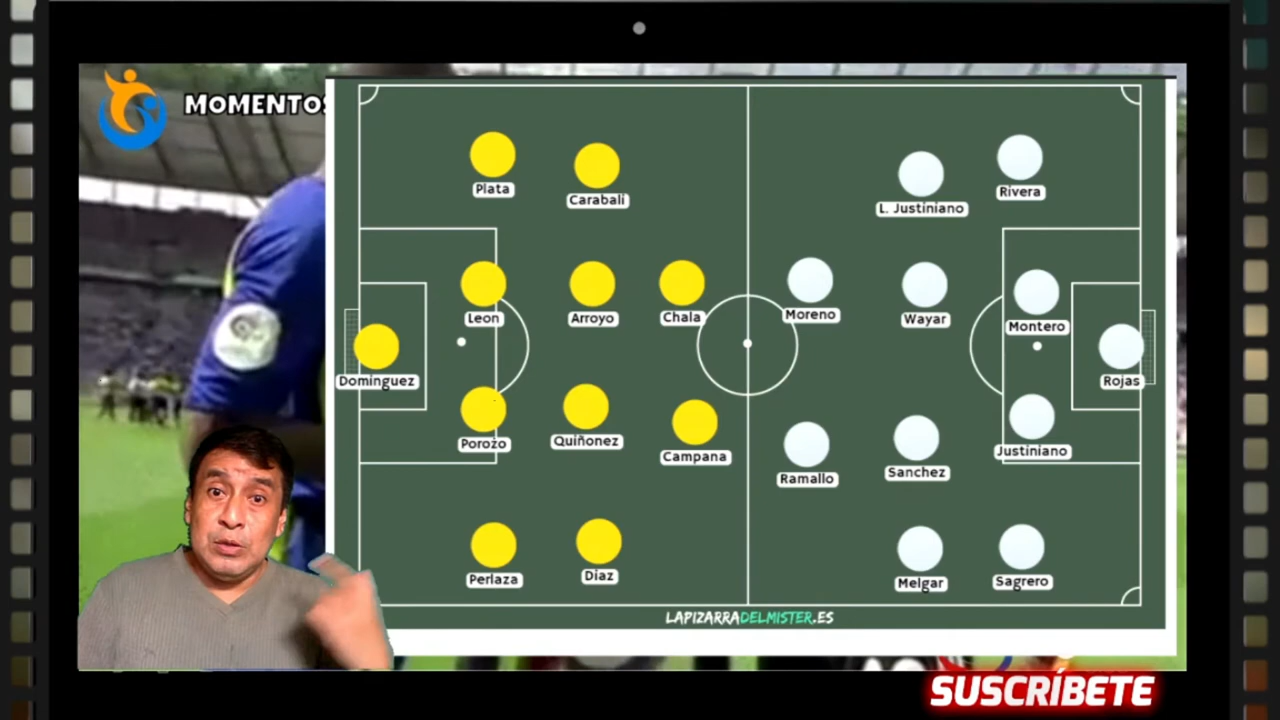 MOMENTOS
Plata
Carabali
L. Justiniano
Rivera
Leon
Arroyo
Chala
Moreno
Wayar
Montero
Dominguez
Rojas
Porozo
Quiñonez
Campana
Ramallo
Sanchez
Justiniano
Perlaza
Diaz
Melgar
Sagrero
LAPIZARRADELMISTER.ES
SUSCRÍBETE